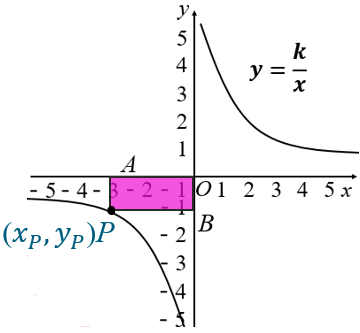 y
5
4
3
2
1
y = k/x
A
- 5 - 4 - 3 - 2 - 1 O 1 2 3 4 5 x
- 1
B
(x_P, y_P)P
- 2
- 3
- 4
- 5